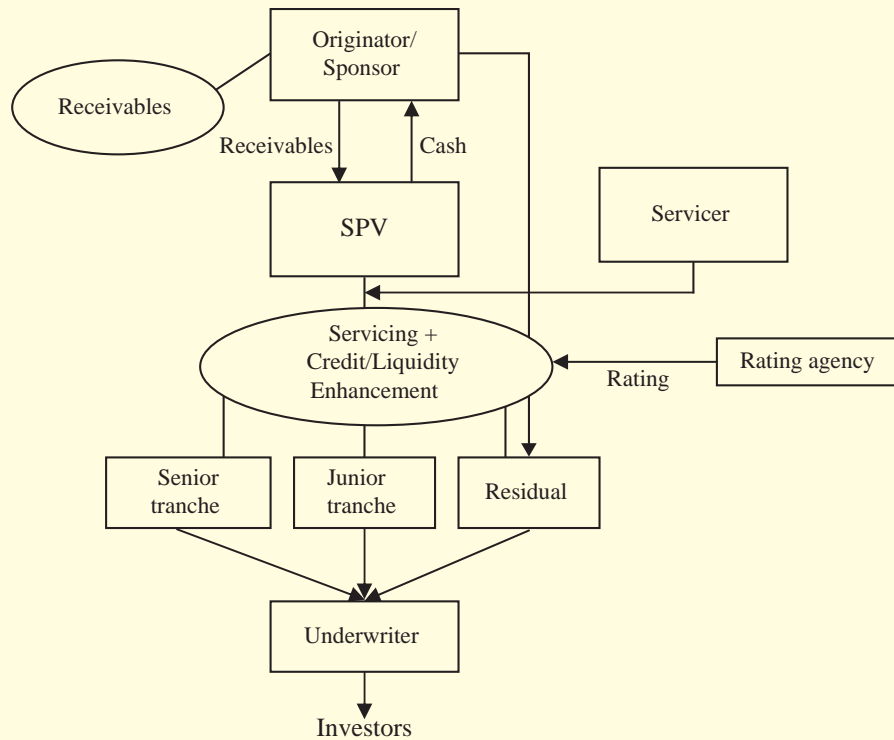 Originator/
Sponsor
Receivables
Receivables
Cash
SPV
Servicer
Servicing +
Credit/Liquidity
Enhancement
Rating
Rating agency
Senior
tranche
Junior
tranche
Residual
Underwriter
Investors